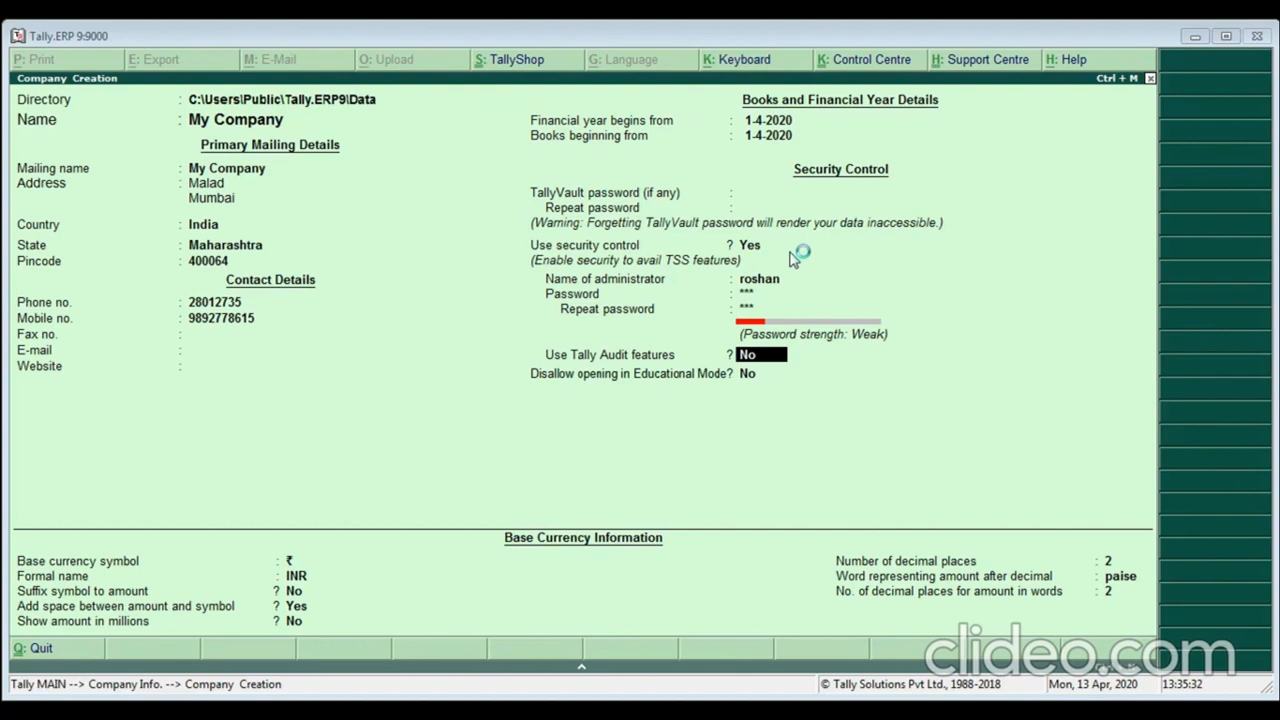 Tally.ERP 9:9000
P: Print E: Export M: E-Mail O: Upload S: TallyShop G: Language K: Keyboard K: Control Centre H: Support Centre H: Help
Company Creation Ctrl + M
Directory : C:\Users\Public\Tally.ERP9\Data
Name : My Company
Primary Mailing Details
Mailing name : My Company
Address : Malad
Mumbai
Country : India
State : Maharashtra
Pincode : 400064
Contact Details
Phone no. : 28012735
Mobile no. : 9892778615
Fax no. :
E-mail :
Website :
Books and Financial Year Details
Financial year begins from : 1-4-2020
Books beginning from : 1-4-2020
Security Control
TallyVault password (if any) :
Repeat password :
(Warning: Forgetting TallyVault password will render your data inaccessible.)
Use security control ? Yes
(Enable security to avail TSS features)
Name of administrator : roshan
Password : ***
Repeat password : ***
(Password strength: Weak)
Use Tally Audit features ? No
Disallow opening in Educational Mode? No
Base Currency Information
Base currency symbol : ₹
Formal name : INR
Suffix symbol to amount ? No
Add space between amount and symbol ? Yes
Show amount in millions ? No
Number of decimal places : 2
Word representing amount after decimal : paise
No. of decimal places for amount in words : 2
Q: Quit
clideo.com
Tally MAIN --> Company Info. --> Company Creation © Tally Solutions Pvt Ltd., 1988-2018 Mon, 13 Apr, 2020 13:35:32